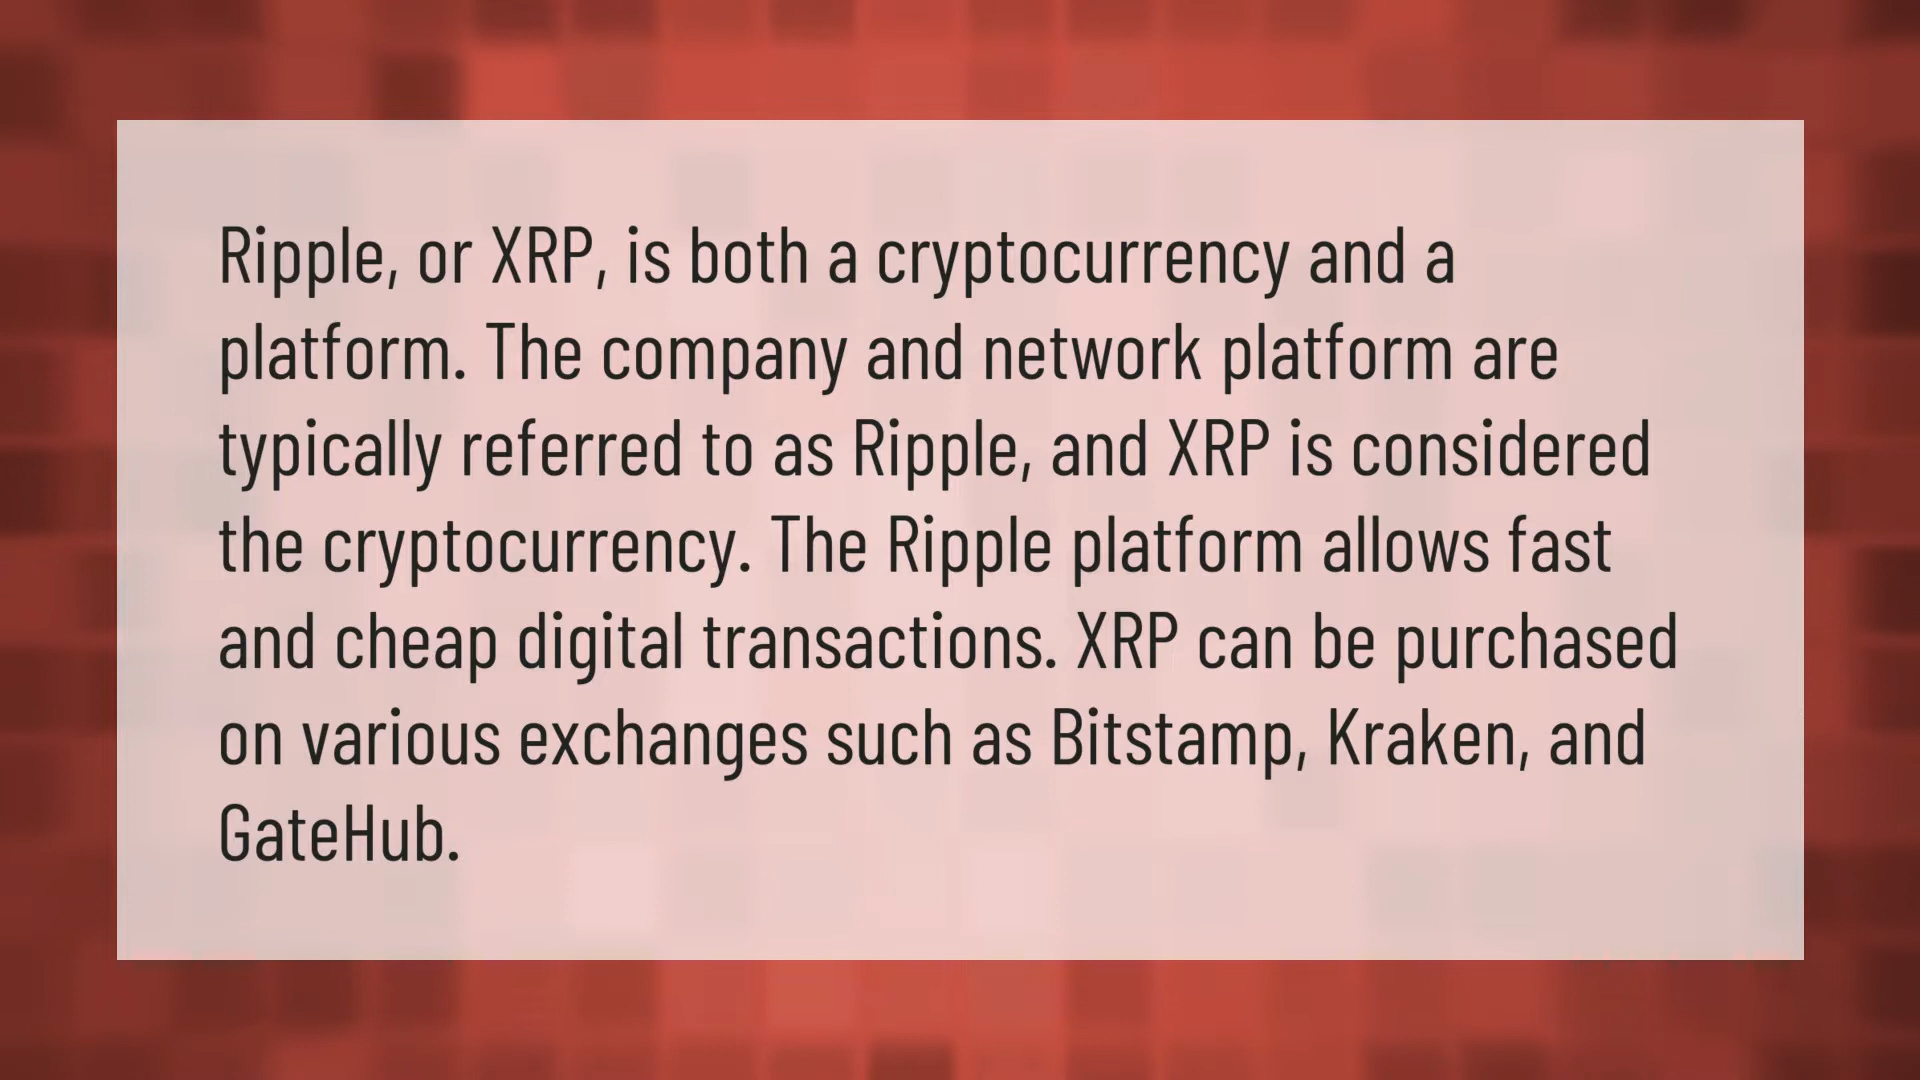 Ripple, or XRP, is both a cryptocurrency and a
platform. The company and network platform are
typically referred to as Ripple, and XRP is considered
the cryptocurrency. The Ripple platform allows fast
and cheap digital transactions. XRP can be purchased
on various exchanges such as Bitstamp, Kraken, and
GateHub.